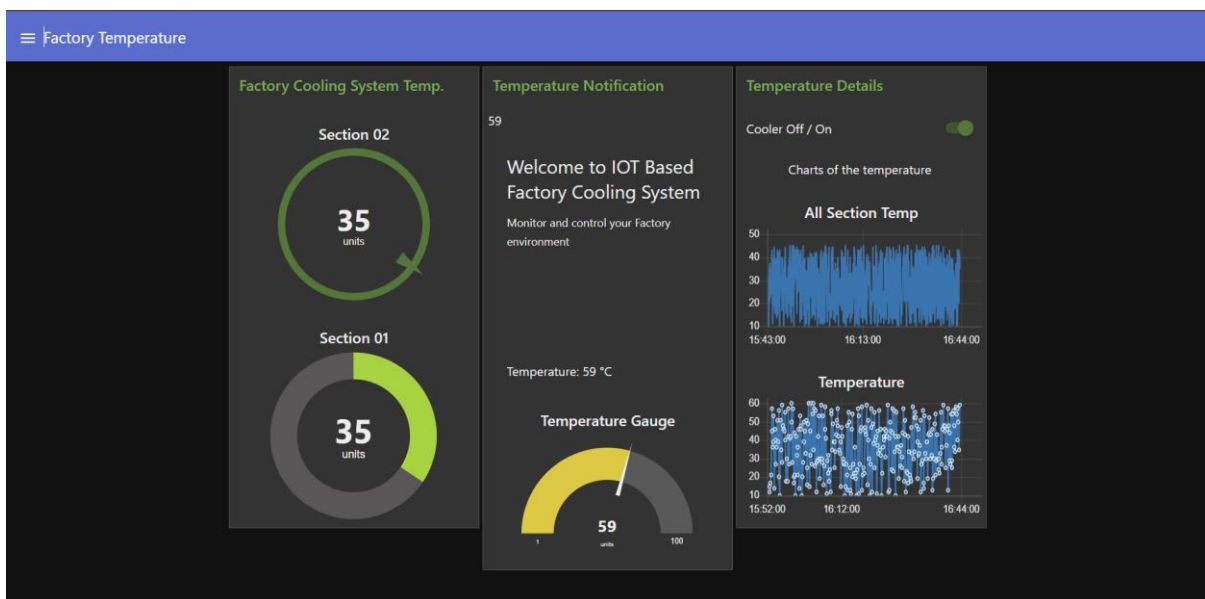 Factory Temperature
Factory Cooling System Temp.
Section 02
35
units
Section 01
35
units
Temperature Notification
59
Welcome to IOT Based
Factory Cooling System
Monitor and control your Factory
environment
Temperature: 59 °C
Temperature Gauge
59
units
1
100
Temperature Details
Cooler Off / On
Charts of the temperature
All Section Temp
50
40
30
20
10
15:43:00 16:13:00 16:44:00
Temperature
60
50
40
30
20
10
15:52:00 16:12:00 16:44:00